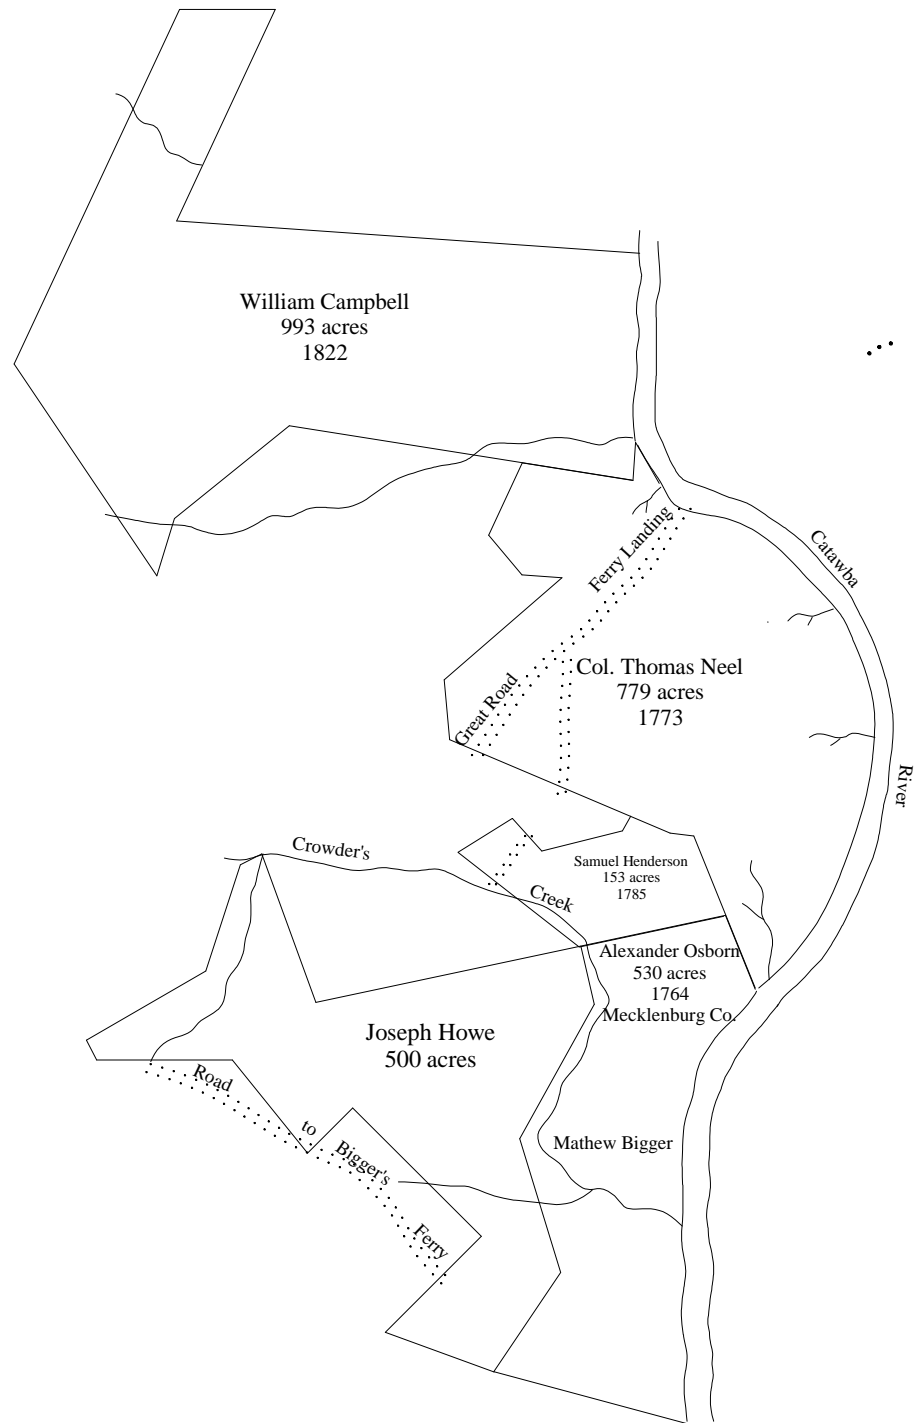 William Campbell
993 acres
1822
Ferry Landing
Catawba
River
Col. Thomas Neel
779 acres
1773
Great Road
Crowder's
Creek
Samuel Henderson
153 acres
1785
Alexander Osborn
530 acres
1764
Mecklenburg Co.
Joseph Howe
500 acres
Road
to
Bigger's
Ferry
Mathew Bigger